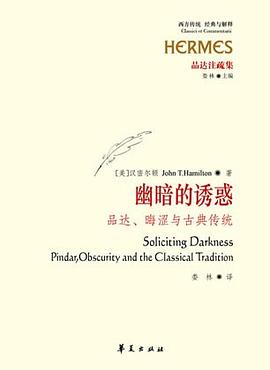 西方传统 经典与解释
Classici et Commentarii
HERMES
品达注疏集
娄林●主编
[美]汉密尔顿 John T.Hamilton ● 著
幽暗的诱惑
品达、晦涩与古典传统
Soliciting Darkness
Pindar,Obscurity and the Classical Tradition
娄 林 ● 译
华夏出版社